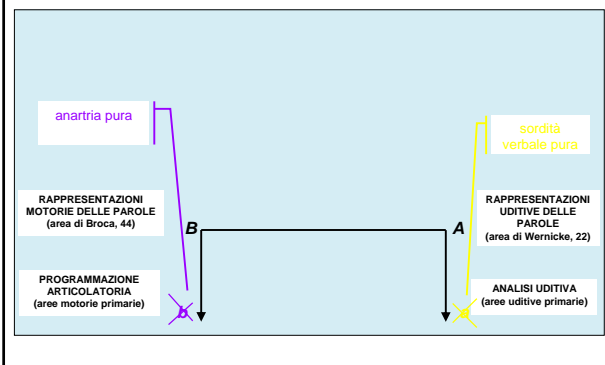 anartria pura
sordità
verbale pura
RAPPRESENTAZIONI
MOTORIE DELLE PAROLE
(area di Broca, 44)
B
A
RAPPRESENTAZIONI
UDITIVE DELLE
PAROLE
(area di Wernicke, 22)
PROGRAMMAZIONE
ARTICOLATORIA
(aree motorie primarie)
b
ANALISI UDITIVA
(aree uditive primarie)